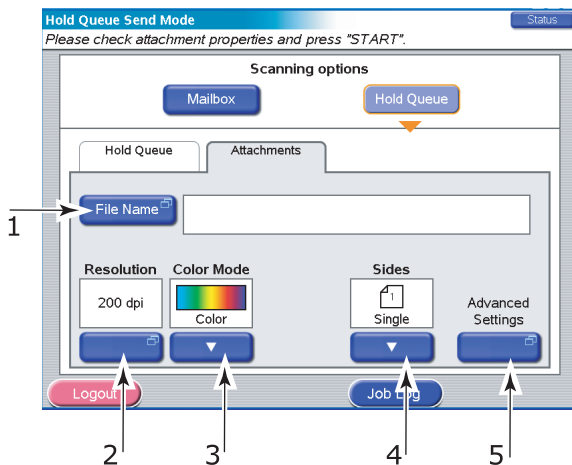 Hold Queue Send Mode
Status
Please check attachment properties and press "START".
Scanning options
Mailbox
Hold Queue
Hold Queue
Attachments
1
File Name
Resolution
Color Mode
Sides
200 dpi
1
Advanced
Color
Single
Settings
Logout
Job Log
2
3
4
5